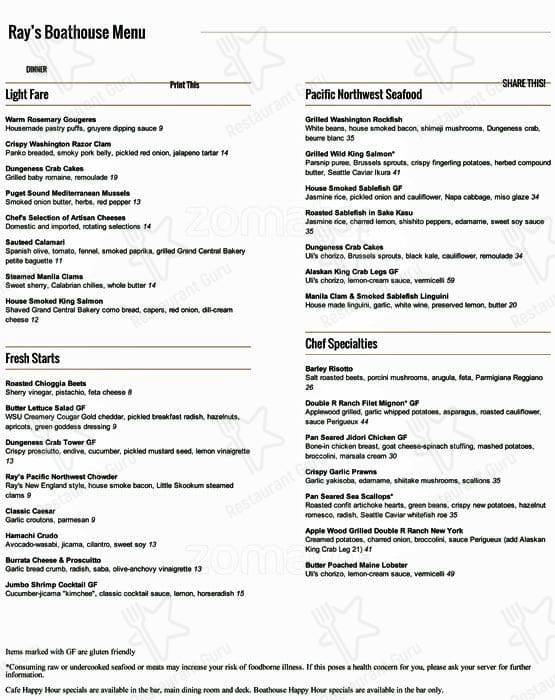 Ray's Boathouse Menu
DINNER
Print This
SHARE THIS!
Light Fare
Warm Rosemary Gougeres
Housemade pastry puffs, gruyere dipping sauce 9
Crispy Washington Razor Clam
Panko breaded, smoky pork belly, pickled red onion, jalapeno tartar 14
Dungeness Crab Cakes
Grilled baby romaine, remoulade 19
Puget Sound Mediterranean Mussels
Smoked onion butter, herbs, red pepper 13
Chef's Selection of Artisan Cheeses
Domestic and imported, rotating selections 14
Sauteed Calamari
Spanish olive, tomato, fennel, smoked paprika, grilled Grand Central Bakery
petite baguette 11
Steamed Manila Clams
Sweet sherry, Calabrian chilies, whole butter 14
House Smoked King Salmon
Shaved Grand Central Bakery como bread, capers, red onion, dill-cream
cheese 12
Fresh Starts
Roasted Chioggia Beets
Sherry vinegar, pistachio, feta cheese 8
Butter Lettuce Salad GF
WSU Creamery Cougar Gold cheddar, pickled breakfast radish, hazelnuts,
apricots, green goddess dressing 9
Dungeness Crab Tower GF
Crispy prosciutto, endive, cucumber, pickled mustard seed, lemon vinaigrette
13
Ray's Pacific Northwest Chowder
Ray's New England style, house smoke bacon, Little Skookum steamed
clams 9
Classic Caesar
Garlic croutons, parmesan 9
Hamachi Crudo
Avocado-wasabi, jicama, cilantro, sweet soy 13
Burrata Cheese & Proscuitto
Garlic bread crumb, radish, saba, olive-anchovy vinaigrette 13
Jumbo Shrimp Cocktail GF
Cucumber-jicama "kimchee", classic cocktail sauce, lemon, horseradish 15
Pacific Northwest Seafood
Grilled Washington Rockfish
White beans, house smoked bacon, shimeji mushrooms, Dungeness crab,
beurre blanc 35
Grilled Wild King Salmon*
Parsnip puree, Brussels sprouts, crispy fingerling potatoes, herbed compound
butter, Seattle Caviar Ikura 41
House Smoked Sablefish GF
Jasmine rice, pickled onion and cauliflower, Napa cabbage, miso glaze 34
Roasted Sablefish in Sake Kasu
Jasmine rice, charred lemon, shishito peppers, edamame, sweet soy sauce
35
Dungeness Crab Cakes
Uli's chorizo, Brussels sprouts, black kale, cauliflower, remoulade 34
Alaskan King Crab Legs GF
Uli's chorizo, lemon-cream sauce, vermicelli 59
Manila Clam & Smoked Sablefish Linguini
House made linguini, garlic, white wine, preserved lemon, butter 20
Chef Specialties
Barley Risotto
Salt roasted beets, porcini mushrooms, arugula, feta, Parmigiana Reggiano
26
Double R Ranch Filet Mignon* GF
Applewood grilled, garlic whipped potatoes, asparagus, roasted cauliflower,
sauce Perigueux 44
Pan Seared Jidori Chicken GF
Bone-in chicken breast, goat cheese-spinach stuffing, mashed potatoes,
broccolini, marsala cream 30
Crispy Garlic Prawns
Garlic yakisoba, edamame, shiitake mushrooms, scallions 35
Pan Seared Sea Scallops*
Roasted confit artichoke hearts, green beans, crispy new potatoes, hazelnut
romesco, radish, Seattle Caviar whitefish roe 35
Apple Wood Grilled Double R Ranch New York
Creamed potatoes, charred onion, broccolini, sauce Perigueux (add Alaskan
King Crab Leg 21) 41
Butter Poached Maine Lobster
Uli's chorizo, lemon-cream sauce, vermicelli 49
Items marked with GF are gluten friendly
*Consuming raw or undercooked seafood or meats may increase your risk of foodborne illness. If this poses a health concern for you, please ask your server for further
information.
Cafe Happy Hour specials are available in the bar, main dining room and deck. Boathouse Happy Hour specials are available in the bar only.
zoma
zoma
Restaurant Guru
Restaurant Guru
Restaurant Guru